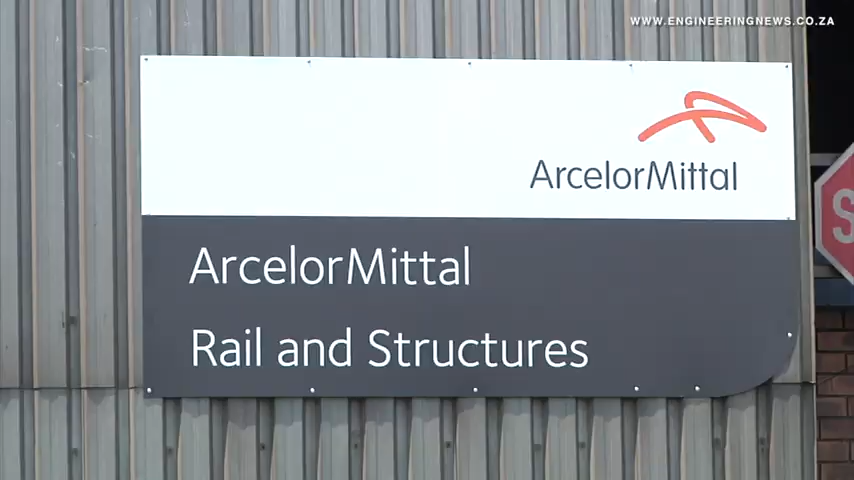 WWW.ENGINEERINGNEWS.CO.ZA
ArcelorMittal
ArcelorMittal
Rail and Structures
S